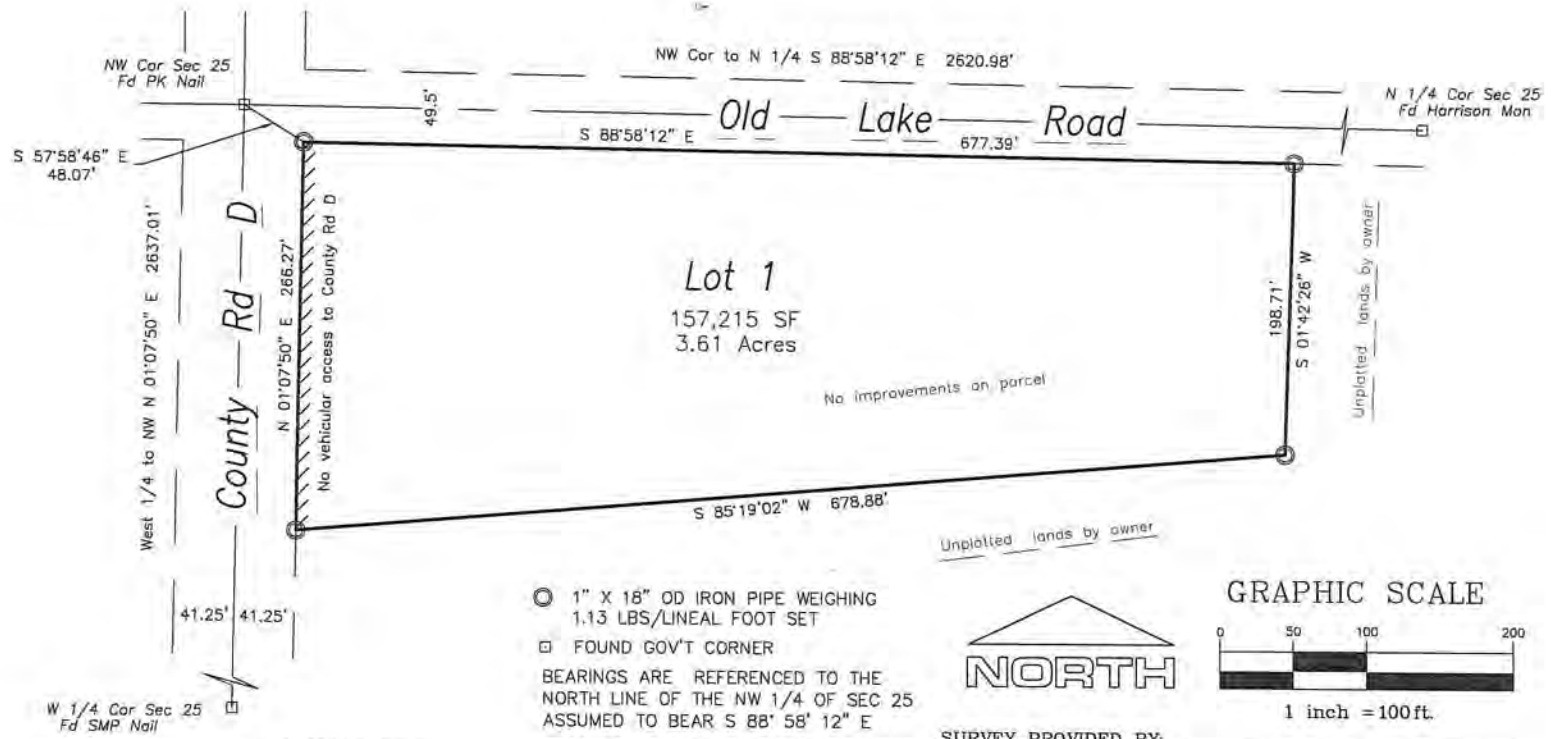 NW Cor to N 1/4 S 88°58'12" E 2620.98'
NW Cor Sec 25
Fd PK Nail
N 1/4 Cor Sec 25
Fd Harrison Mon
49.5'
Old Lake Road
S 88°58'12" E 677.39'
S 57°58'46" E
48.07'
West 1/4 to NW N 01°07'50" E 2637.01'
County Rd D
N 01°07'50" E 266.27'
No vehicular access to County Rd D
Lot 1
157,215 SF
3.61 Acres
No improvements on parcel
198.71'
S 01°42'26" W
Unplatted lands by owner
S 85°19'02" W 678.88'
Unplatted lands by owner
41.25' 41.25'
W 1/4 Cor Sec 25
Fd SMP Nail
1" X 18" OD IRON PIPE WEIGHING
1.13 LBS/LINEAL FOOT SET
FOUND GOV'T CORNER
BEARINGS ARE REFERENCED TO THE
NORTH LINE OF THE NW 1/4 OF SEC 25
ASSUMED TO BEAR S 88° 58' 12" E
NORTH
GRAPHIC SCALE
0 50 100 200
1 inch = 100 ft.
SURVEY PROVIDED BY: